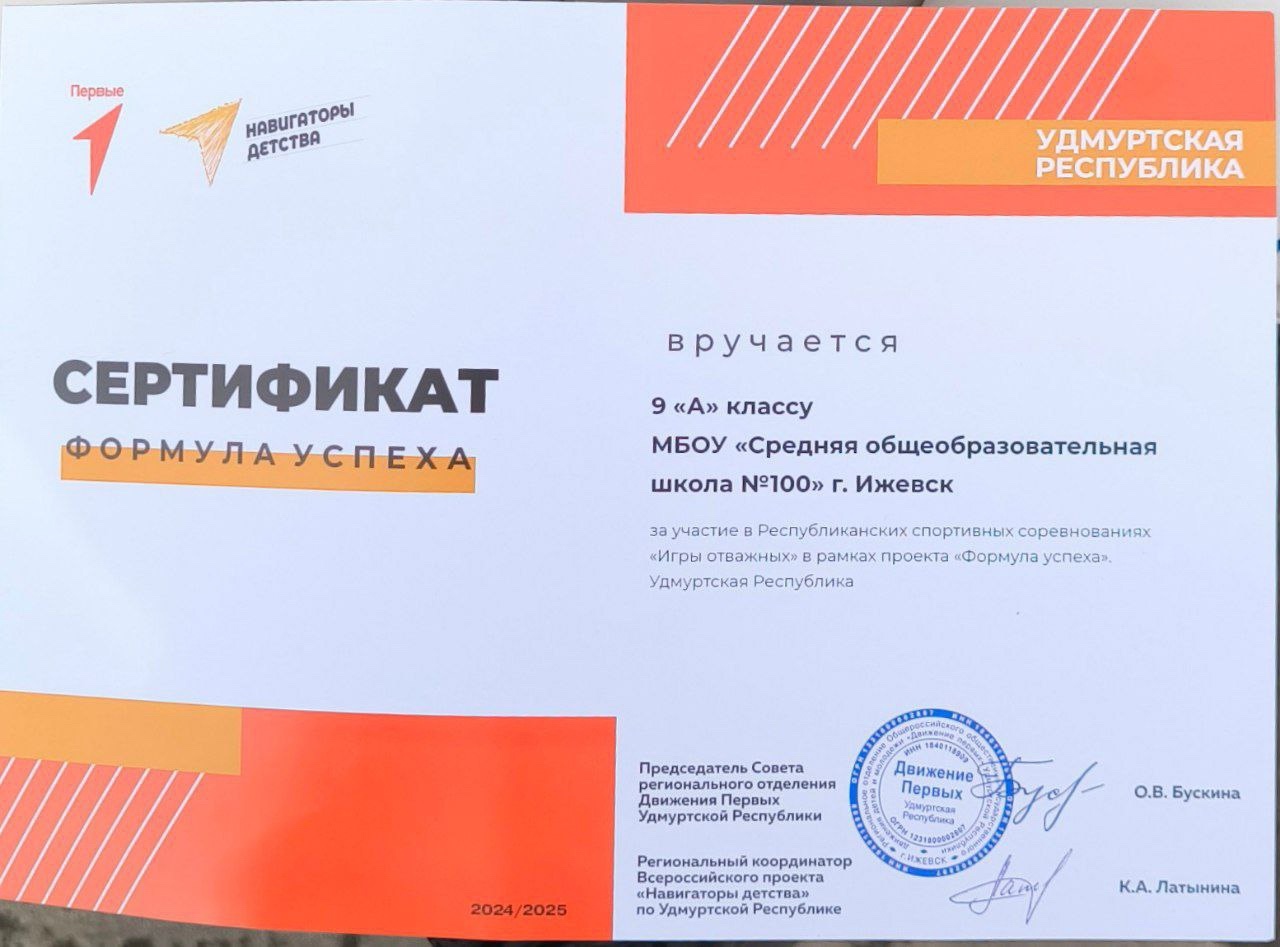 Первые
НАВИГАТОРЫ
ДЕТСТВА
УДМУРТСКАЯ
РЕСПУБЛИКА
СЕРТИФИКАТ
ФОРМУЛА УСПЕХА
вручается
9 «А» классу
МБОУ «Средняя общеобразовательная
школа №100» г. Ижевск
за участие в Республиканских спортивных соревнованиях
«Игры отважных» в рамках проекта «Формула успеха».
Удмуртская Республика
Председатель Совета
регионального отделения
Движения Первых
Удмуртской Республики
Движение
Первых
Удмуртская
Республика
г.ИЖЕВСК
О.В. Бускина
Региональный координатор
Всероссийского проекта
«Навигаторы детства»
по Удмуртской Республике
К.А. Латынина
2024/2025